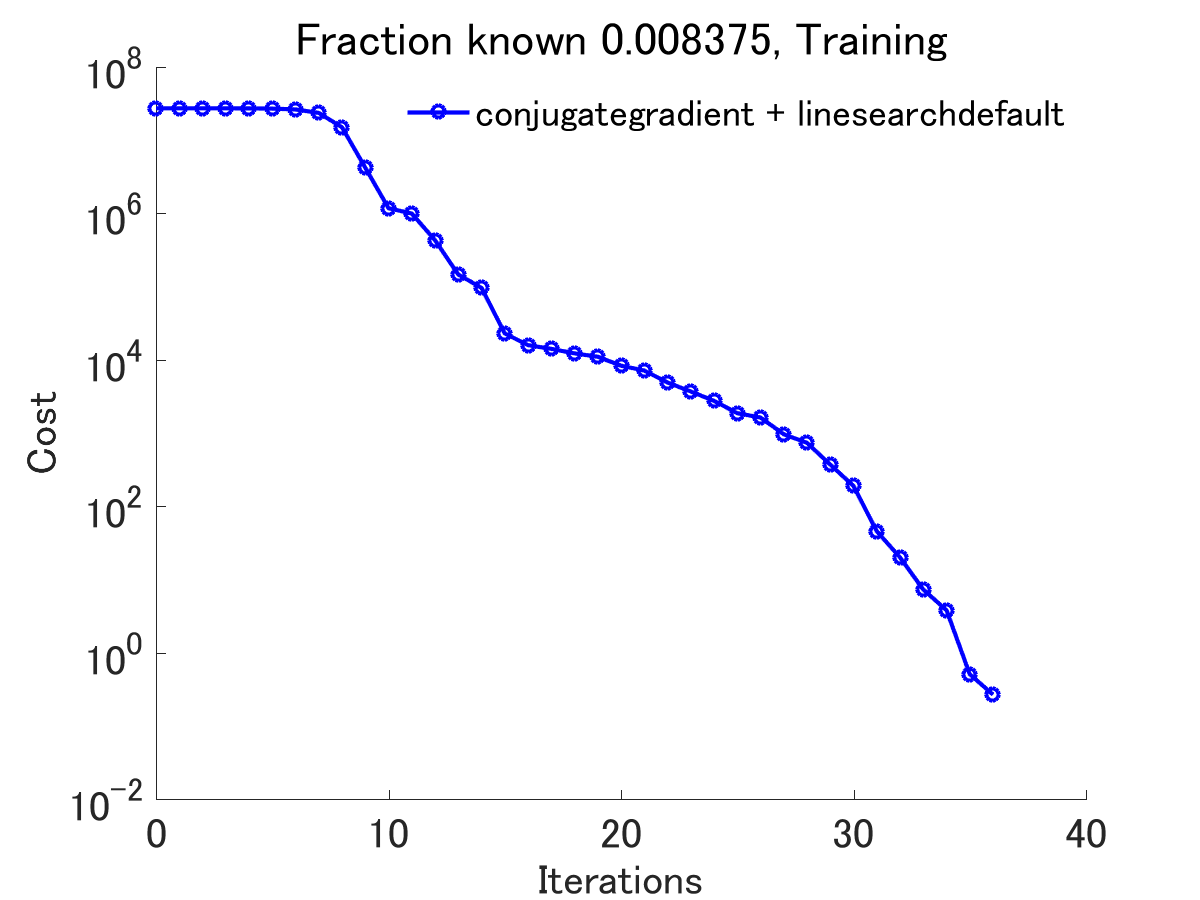 Fraction known 0.008375, Training
conjugategradient + linesearchdefault
10^8
10^6
10^4
10^2
10^0
10^-2
Cost
0 10 20 30 40
Iterations